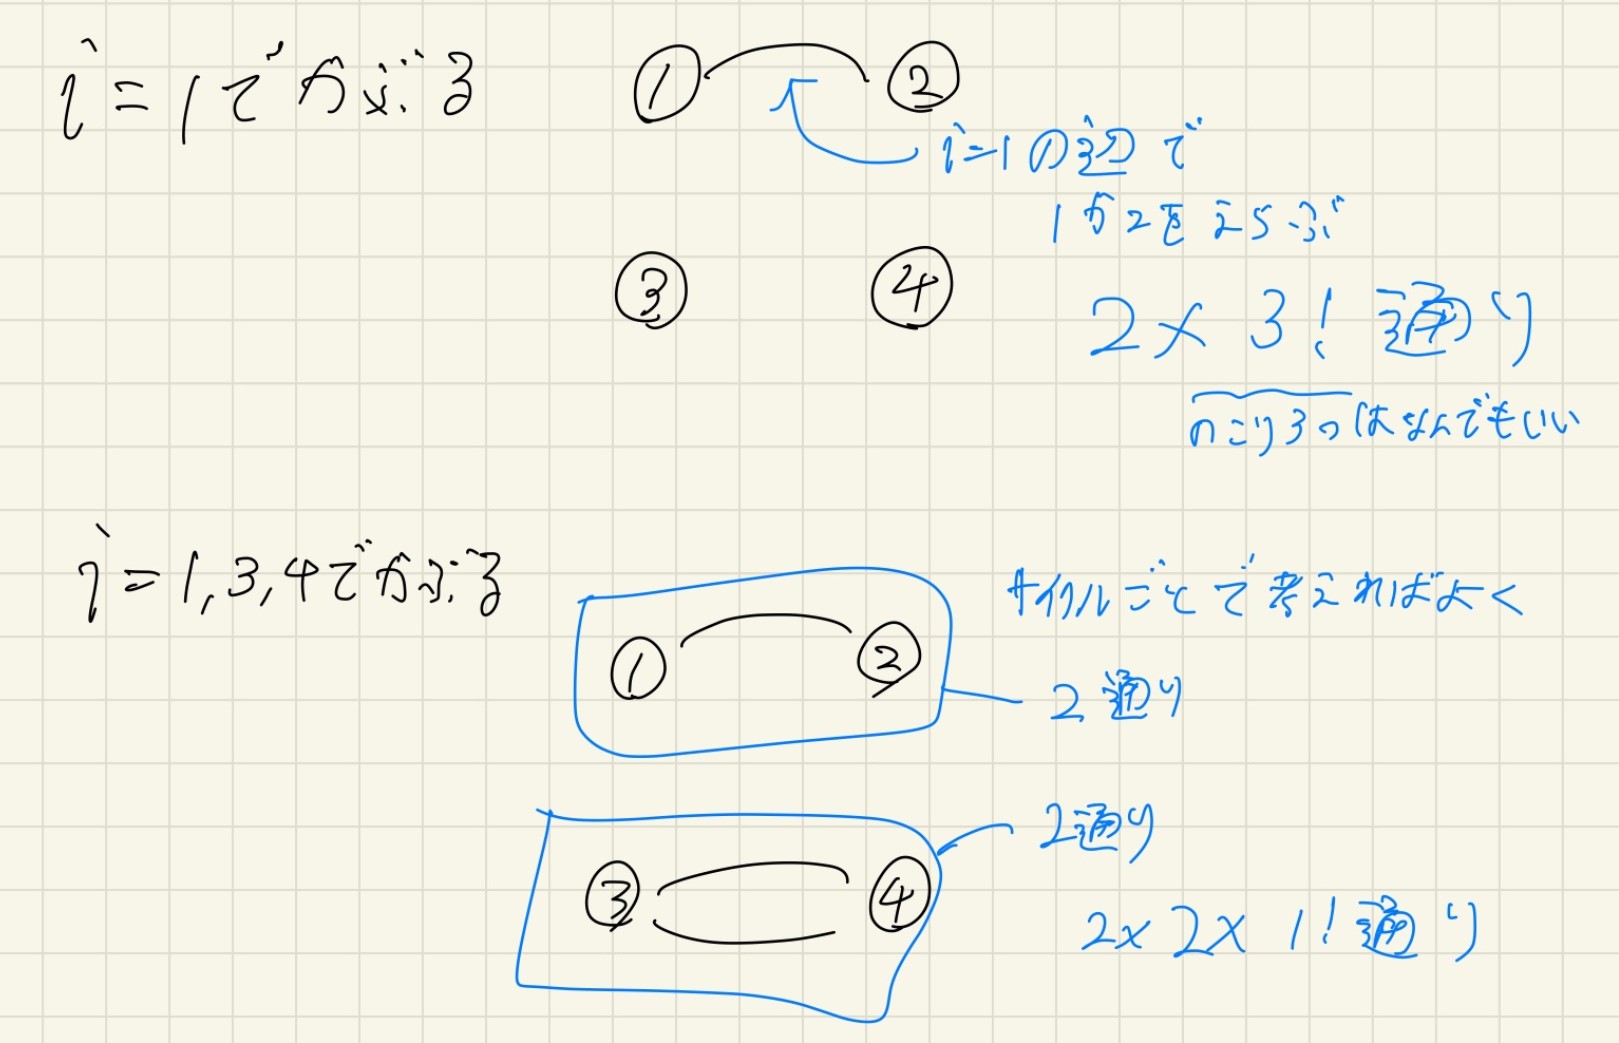 i=1でかぶる
① ②
i=1の辺で
1か2をえらぶ
③ ④
2×3!通り
のこり3つはなんでもいい
i=1,3,4でかぶる
サイクルごとで考えればよく
① ②
2通り
2通り
③ ④
2×2×1!通り